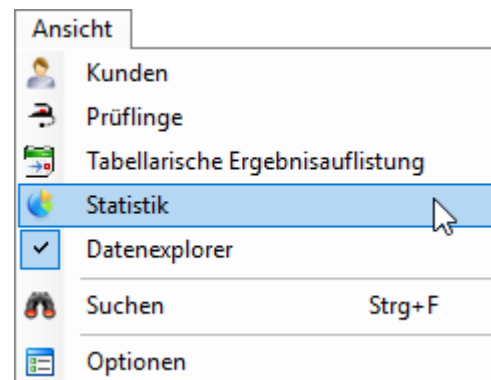 Ansicht
Kunden
Prüflinge
Tabellarische Ergebnisauflistung
Statistik
Datenexplorer
Suchen Strg+F
Optionen